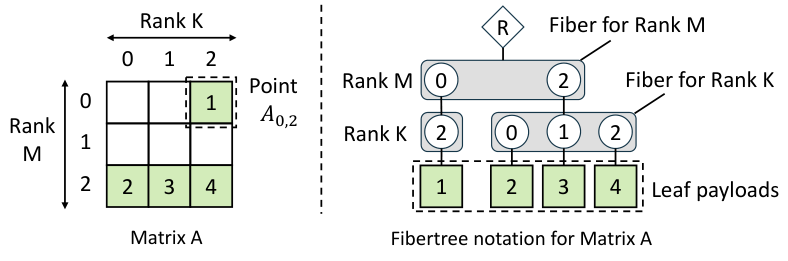 Rank K
0 1 2
Rank M
0
1
2
1
2 3 4
Point
A0,2
Matrix A
R
Fiber for Rank M
Rank M
0 2
Fiber for Rank K
Rank K
2 0 1 2
1 2 3 4
Leaf payloads
Fibertree notation for Matrix A